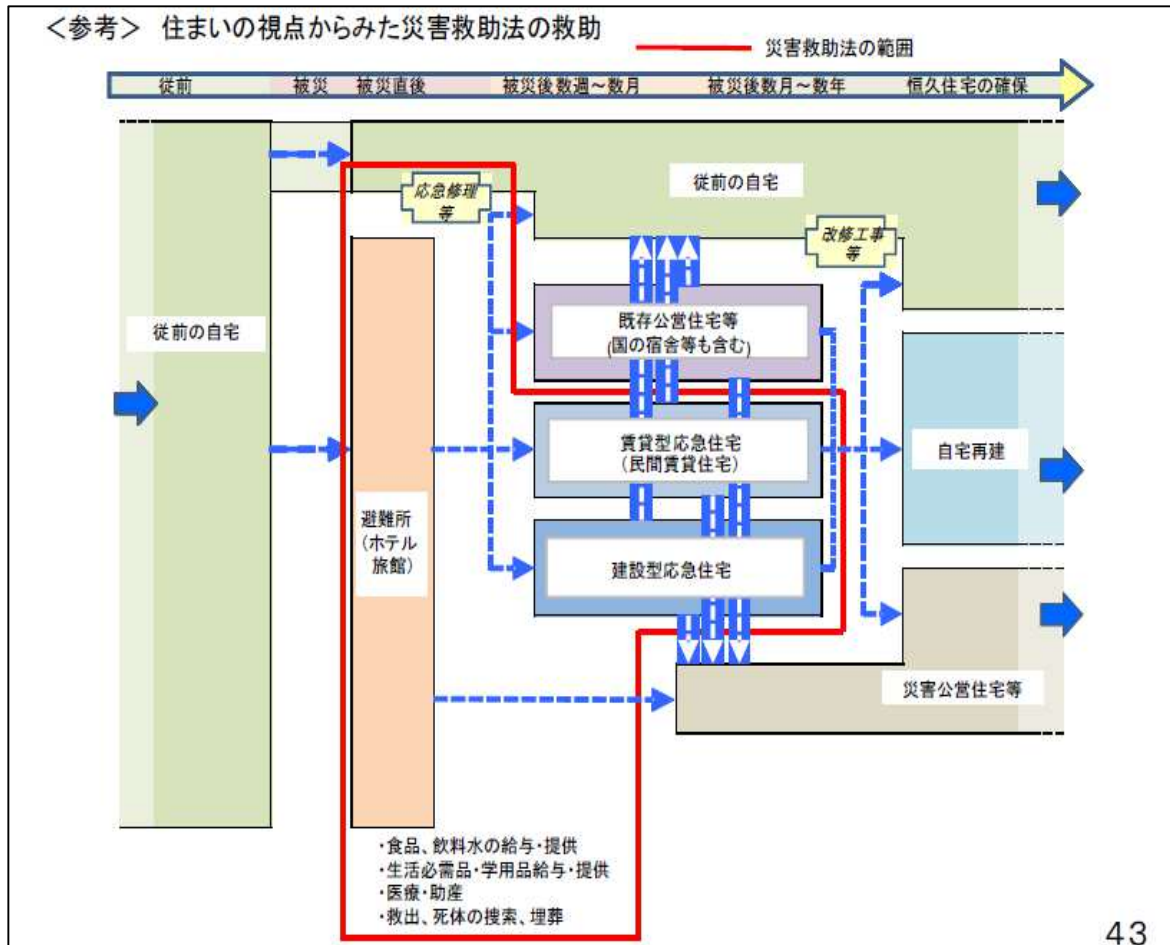 ＜参考＞ 住まいの視点からみた災害救助法の救助
災害救助法の範囲
従前
被災
被災直後
被災後数週～数月
被災後数月～数年
恒久住宅の確保
応急修理
等
従前の自宅
改修工事
等
従前の自宅
既存公営住宅等
(国の宿舎等も含む)
賃貸型応急住宅
(民間賃貸住宅)
自宅再建
避難所
(ホテル
旅館)
建設型応急住宅
災害公営住宅等
・食品、飲料水の給与・提供
・生活必需品・学用品給与・提供
・医療・助産
・救出、死体の捜索、埋葬
43